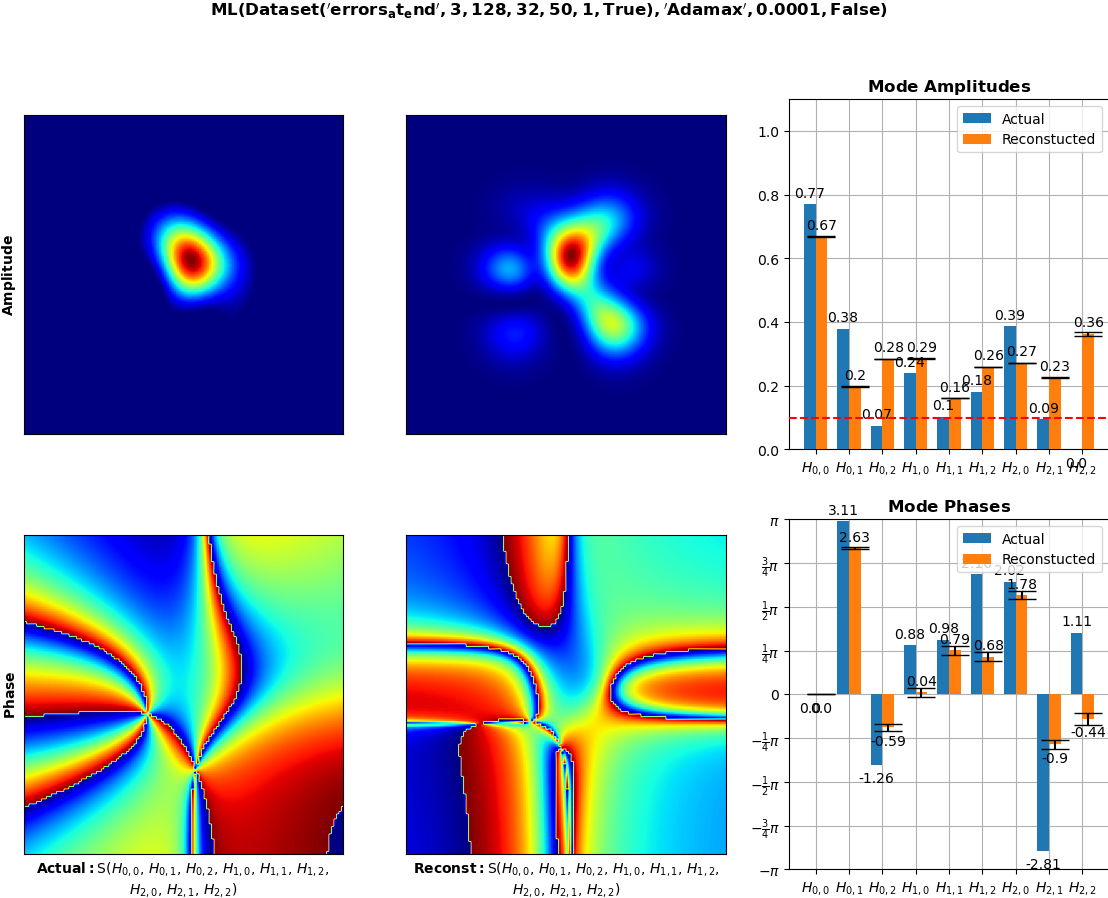 ML(Dataset('errorsₐtₑnd', 3, 128, 32, 50, 1, True), 'Adamax', 0.0001, False)
Amplitude
Mode Amplitudes
Actual
Reconstucted
1.0
0.8
0.6
0.4
0.2
0.0
0.77
0.67
0.38
0.2
0.07
0.28
0.24
0.29
0.1
0.16
0.18
0.26
0.39
0.27
0.09
0.23
0.0
0.36
H0,0 H0,1 H0,2 H1,0 H1,1 H1,2 H2,0 H2,1 H2,2
Phase
Mode Phases
Actual
Reconstucted
π
3/4π
1/2π
1/4π
0
−1/4π
−1/2π
−3/4π
−π
0.0
0.0
3.11
2.63
-1.26
-0.59
0.88
0.04
0.98
0.79
0.68
2.02
1.78
-2.81
-0.9
1.11
-0.44
H0,0 H0,1 H0,2 H1,0 H1,1 H1,2 H2,0 H2,1 H2,2
Actual: S(H0,0, H0,1, H0,2, H1,0, H1,1, H1,2,
H2,0, H2,1, H2,2)
Reconst: S(H0,0, H0,1, H0,2, H1,0, H1,1, H1,2,
H2,0, H2,1, H2,2)